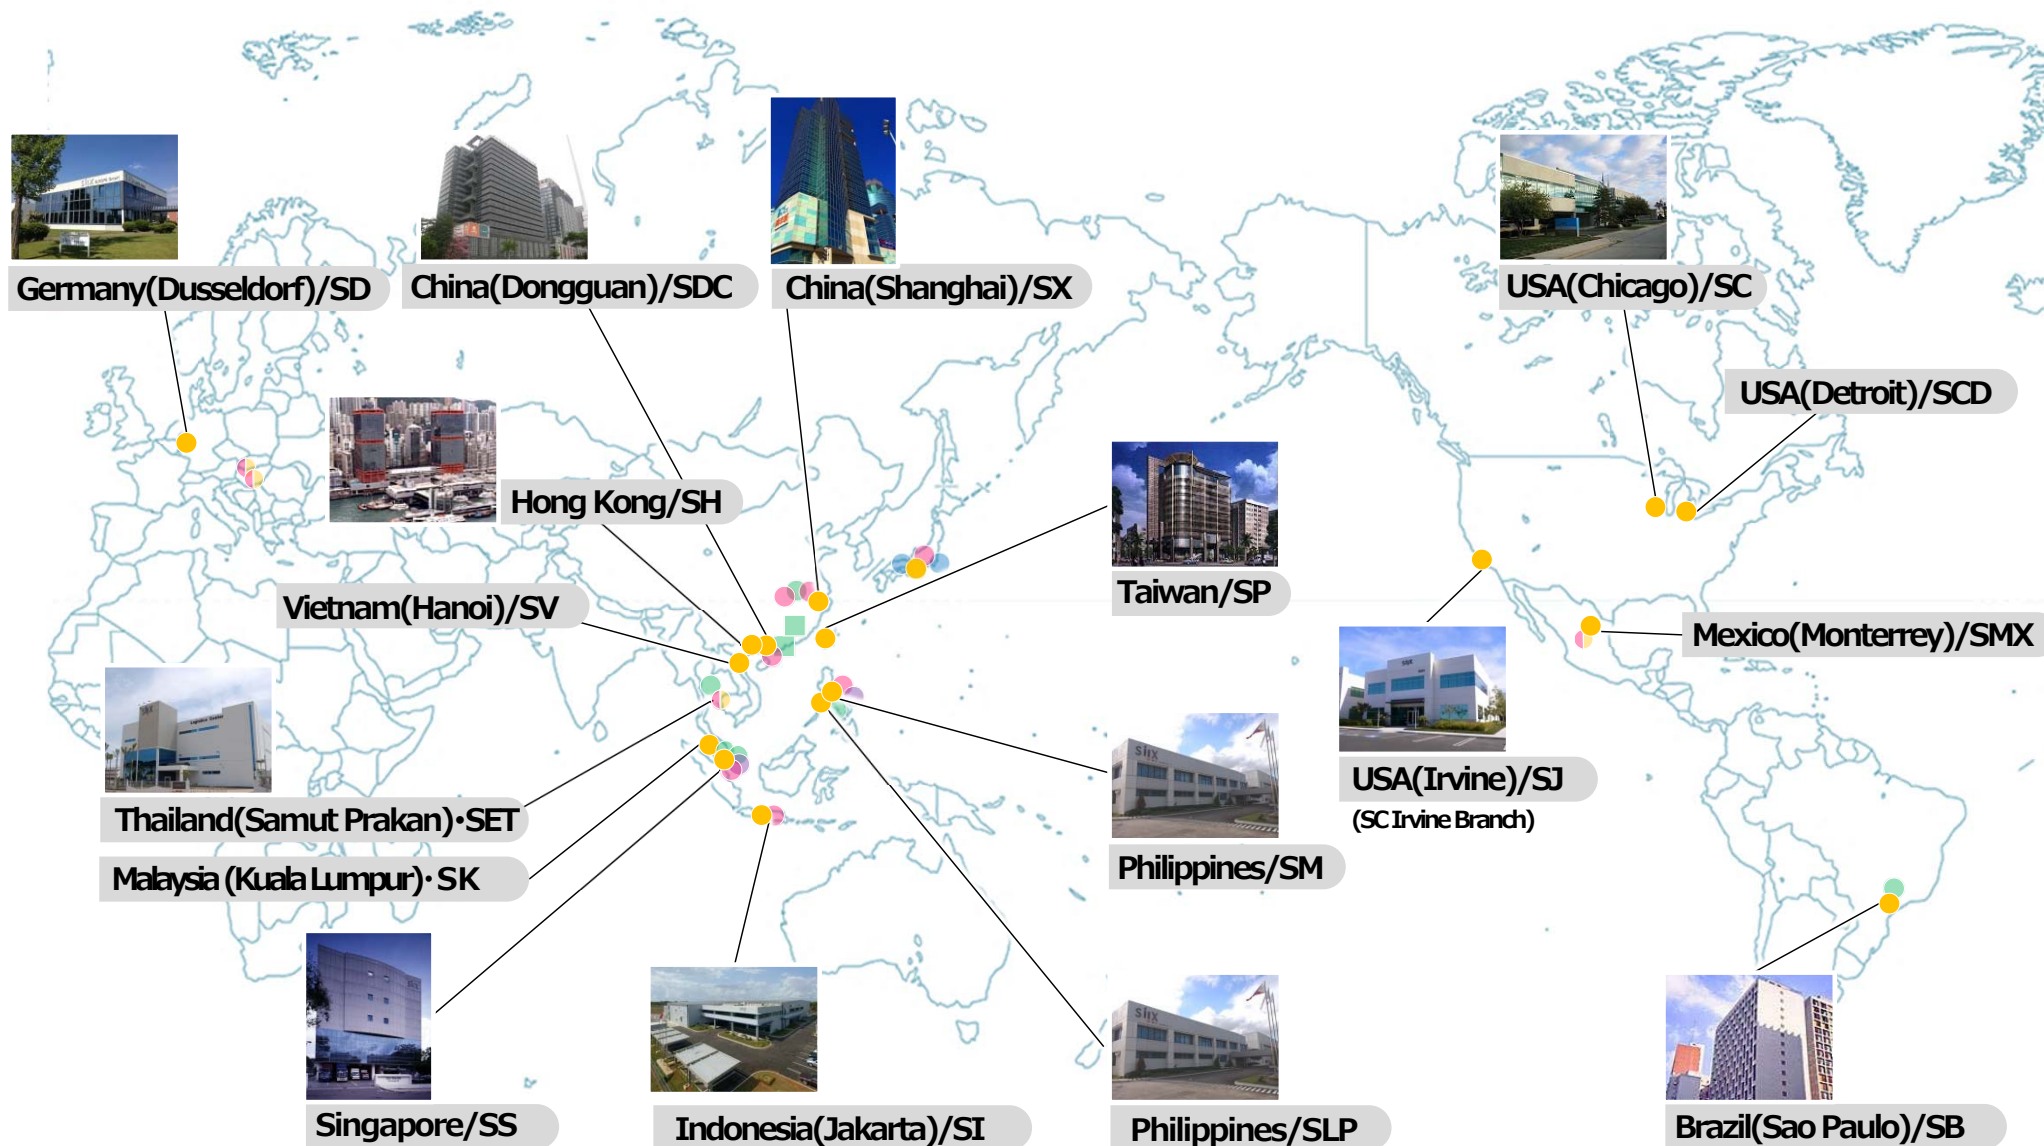 Germany(Dusseldorf)/SD
China(Dongguan)/SDC
China(Shanghai)/SX
USA(Chicago)/SC
USA(Detroit)/SCD
Hong Kong/SH
Taiwan/SP
Vietnam(Hanoi)/SV
Mexico(Monterrey)/SMX
Thailand(Samut Prakan)・SET
Malaysia (Kuala Lumpur)・SK
USA(Irvine)/SJ
(SC Irvine Branch)
siix
Philippines/SM
Singapore/SS
Indonesia(Jakarta)/SI
siix
Philippines/SLP
Brazil(Sao Paulo)/SB